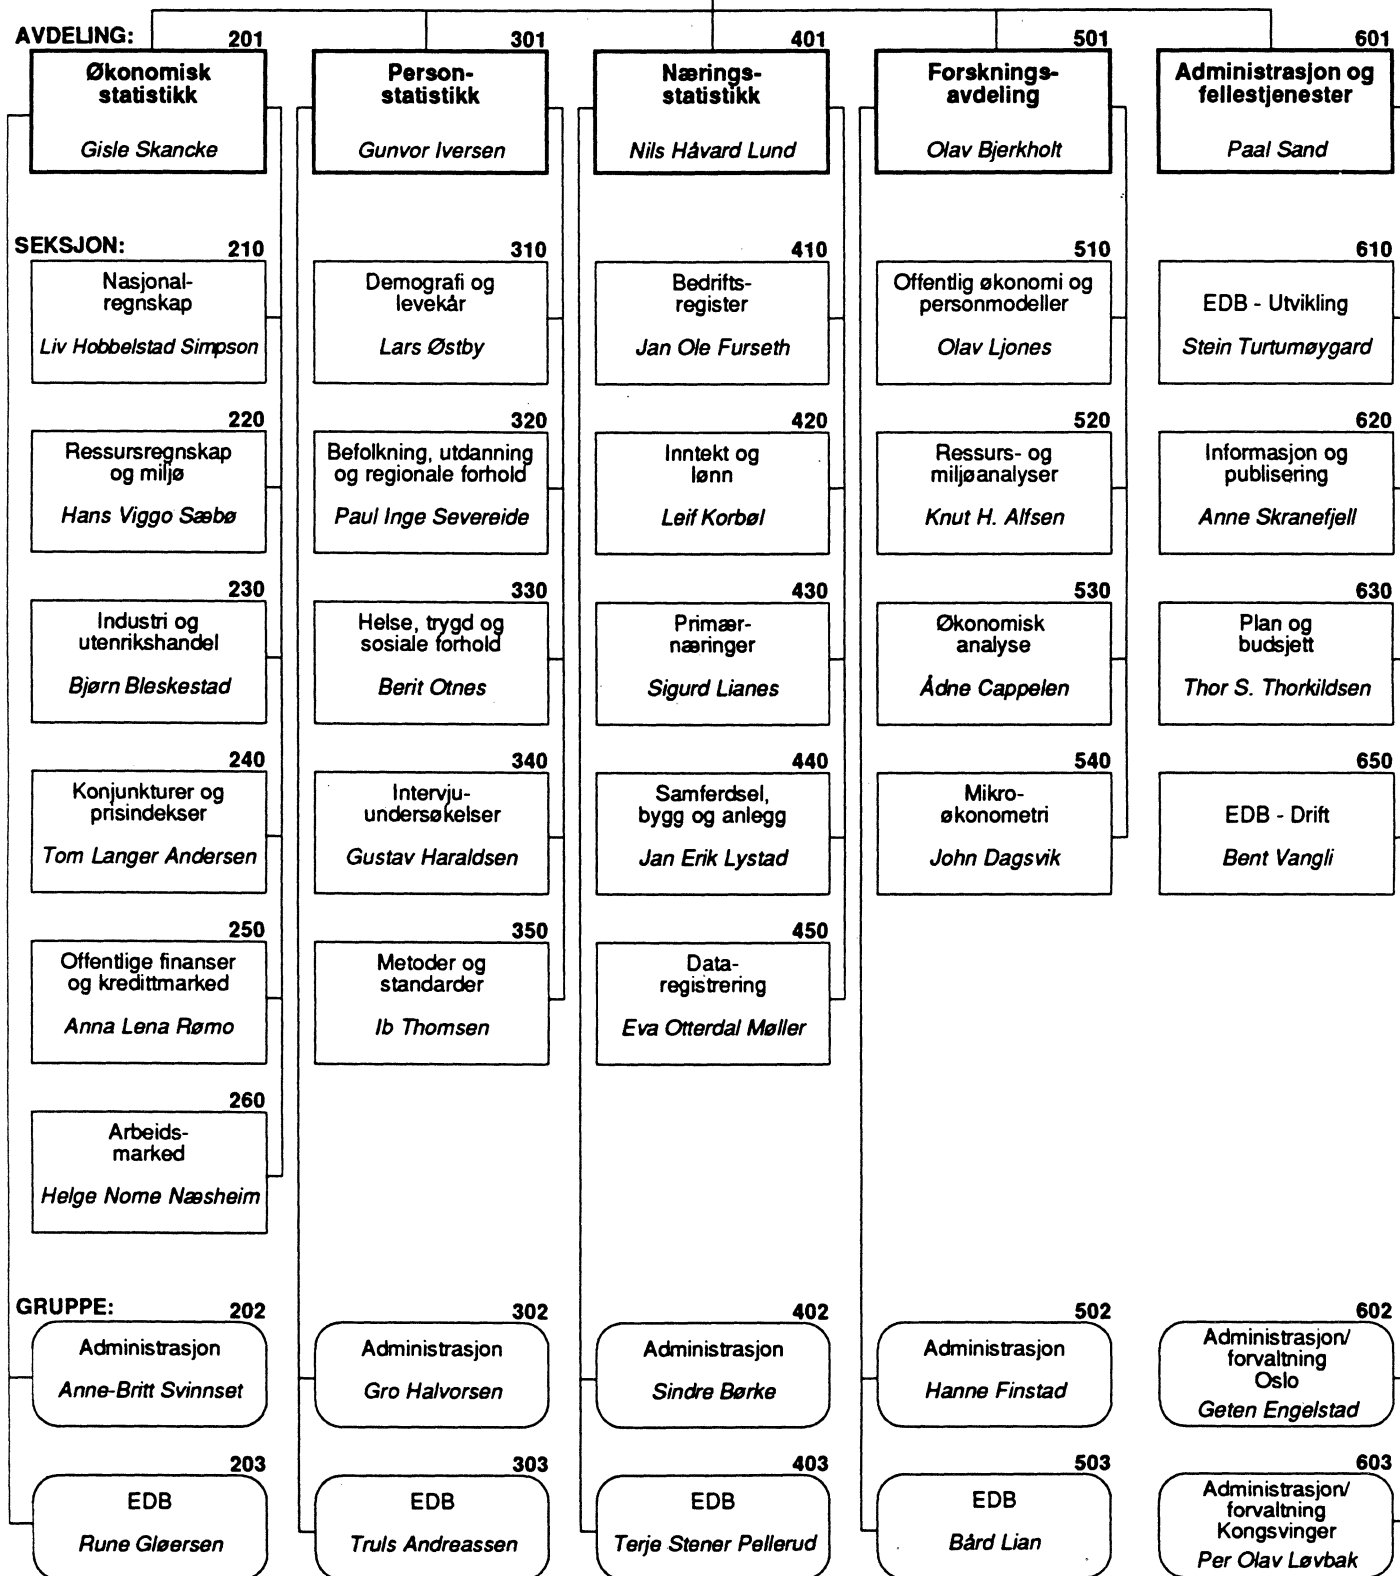 AVDELING:
201
Økonomisk
statistikk
Gisle Skancke
301
Person-
statistikk
Gunvor Iversen
401
Nærings-
statistikk
Nils Håvard Lund
501
Forsknings-
avdeling
Olav Bjerkholt
601
Administrasjon og
fellestjenester
Paal Sand
SEKSJON:
210
Nasjonal-
regnskap
Liv Hobbelstad Simpson
310
Demografi og
levekår
Lars Østby
410
Bedrifts-
register
Jan Ole Furseth
510
Offentlig økonomi og
personmodeller
Olav Ljones
610
EDB - Utvikling
Stein Turtumøygard
220
Ressursregnskap
og miljø
Hans Viggo Sæbø
320
Befolkning, utdanning
og regionale forhold
Paul Inge Severeide
420
Inntekt og
lønn
Leif Korbøl
520
Ressurs- og
miljøanalyser
Knut H. Alfsen
620
Informasjon og
publisering
Anne Skranefjell
230
Industri og
utenrikshandel
Bjørn Bleskestad
330
Helse, trygd og
sosiale forhold
Berit Otnes
430
Primær-
næringer
Sigurd Lianes
530
Økonomisk
analyse
Ådne Cappelen
630
Plan og
budsjett
Thor S. Thorkildsen
240
Konjunkturer og
prisindekser
Tom Langer Andersen
340
Intervju-
undersøkelser
Gustav Haraldsen
440
Samferdsel,
bygg og anlegg
Jan Erik Lystad
540
Mikro-
økonometri
John Dagsvik
650
EDB - Drift
Bent Vangli
250
Offentlige finanser
og kredittmarked
Anna Lena Rømo
350
Metoder og
standarder
Ib Thomsen
450
Data-
registrering
Eva Otterdal Møller
260
Arbeids-
marked
Helge Nome Næsheim
GRUPPE:
202
Administrasjon
Anne-Britt Svinnset
302
Administrasjon
Gro Halvorsen
402
Administrasjon
Sindre Børke
502
Administrasjon
Hanne Finstad
602
Administrasjon/
forvaltning
Oslo
Geten Engelstad
203
EDB
Rune Gløersen
303
EDB
Truls Andreassen
403
EDB
Terje Stener Pellerud
503
EDB
Bård Lian
603
Administrasjon/
forvaltning
Kongsvinger
Per Olav Løvbak